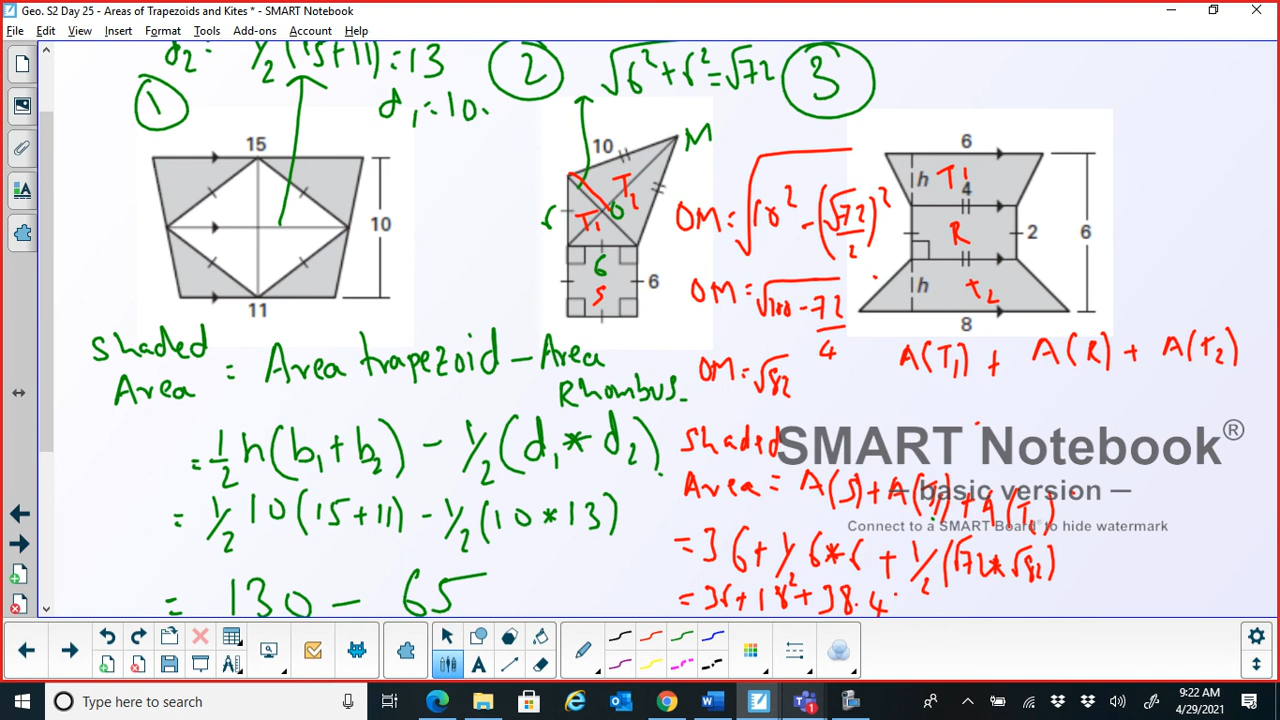 Geo. S2 Day 25 - Areas of Trapezoids and Kites * - SMART Notebook
File Edit View Insert Format Tools Add-ons Account Help
d2: 1/2 (15+11) = 13
d1 = 10.
1
2
√6²+6² = √72
3
15
10
11
10
M
6
T1
T2
O
6
S
6
OM = √10² - (√72/2)²
OM = √100 - 72/4
OM = √82
6
h
T1
4
R
2
6
h
T2
8
A(T1) + A(R) + A(T2)
Shaded Area = Area trapezoid - Area Rhombus.
= 1/2 h(b1 + b2) - 1/2 (d1 * d2)
= 1/2 10 (15+11) - 1/2 (10 * 13)
= 130 - 65
Shaded
Area = A(S) + A(T1) + A(T
= 36 + 1/2 6*6 + 1/2 (√72 * √82)
= 36 + 18 + 38.4
SMART Notebook®
— basic version —
Connect to a SMART Board® to hide watermark
Type here to search
9:22 AM
4/29/2021